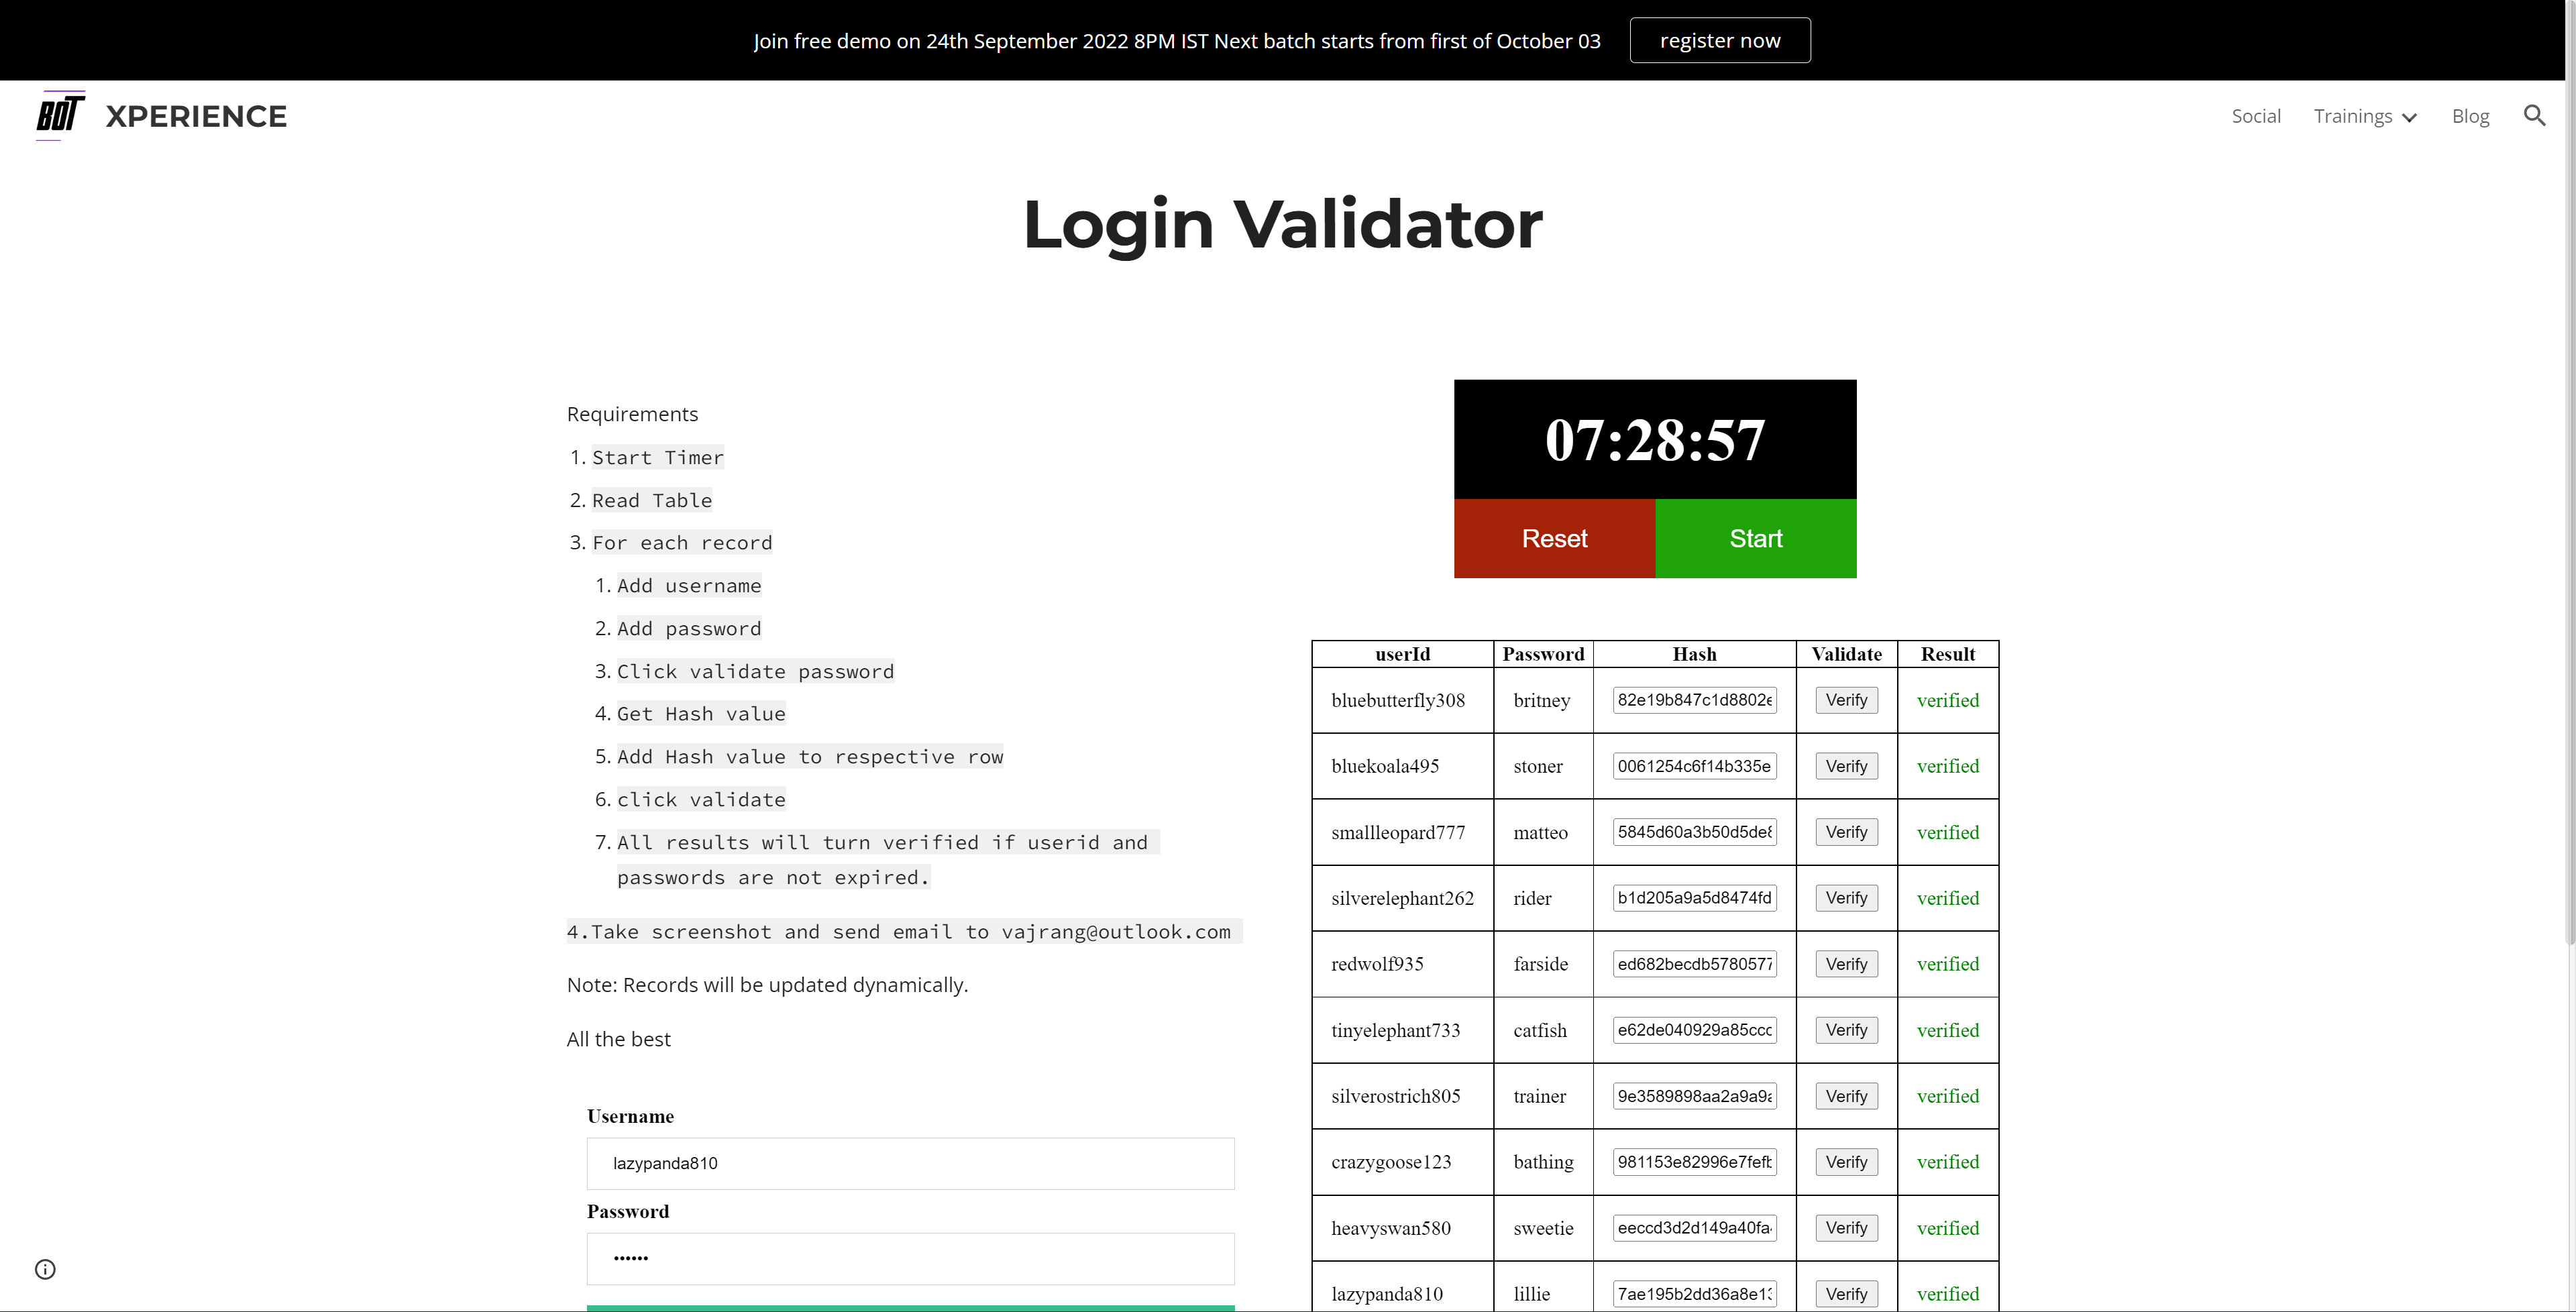 Join free demo on 24th September 2022 8PM IST Next batch starts from first of October 03
register now
BOT
XPERIENCE
Social
Trainings
Blog
Login Validator
Requirements
1. Start Timer
2. Read Table
3. For each record
1. Add username
2. Add password
3. Click validate password
4. Get Hash value
5. Add Hash value to respective row
6. click validate
7. All results will turn verified if userid and
passwords are not expired.
4.Take screenshot and send email to vajrang@outlook.com
Note: Records will be updated dynamically.
All the best
Username
lazypanda810
Password
••••••
07:28:57
Reset
Start
userId Password Hash Validate Result
bluebutterfly308 britney 82e19b847c1d8802e Verify verified
bluekoala495 stoner 0061254c6f14b335e Verify verified
smallleopard777 matteo 5845d60a3b50d5de8 Verify verified
silverelephant262 rider b1d205a9a5d8474fd Verify verified
redwolf935 farside ed682becdb5780577 Verify verified
tinyelephant733 catfish e62de040929a85ccc Verify verified
silverostrich805 trainer 9e3589898aa2a9a9a Verify verified
crazygoose123 bathing 981153e82996e7fefb Verify verified
heavyswan580 sweetie eeccd3d2d149a40fa Verify verified
lazypanda810 lillie 7ae195b2dd36a8e13 Verify verified